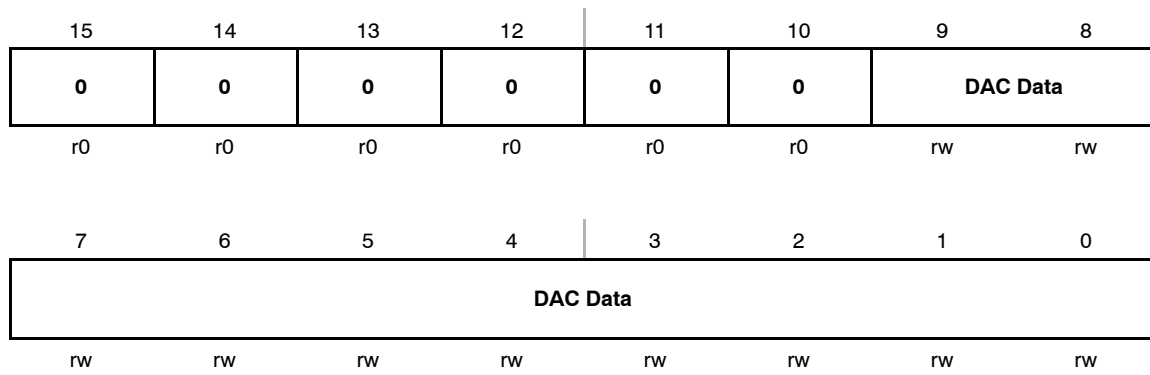 15 14 13 12 11 10 9 8
0 0 0 0 0 0 DAC Data
r0 r0 r0 r0 r0 r0 rw rw
7 6 5 4 3 2 1 0
DAC Data
rw rw rw rw rw rw rw rw